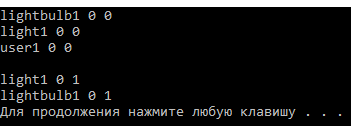 lightbulb1 0 0
light1 0 0
user1 0 0

light1 0 1
lightbulb1 0 1
Для продолжения нажмите любую клавишу . . .